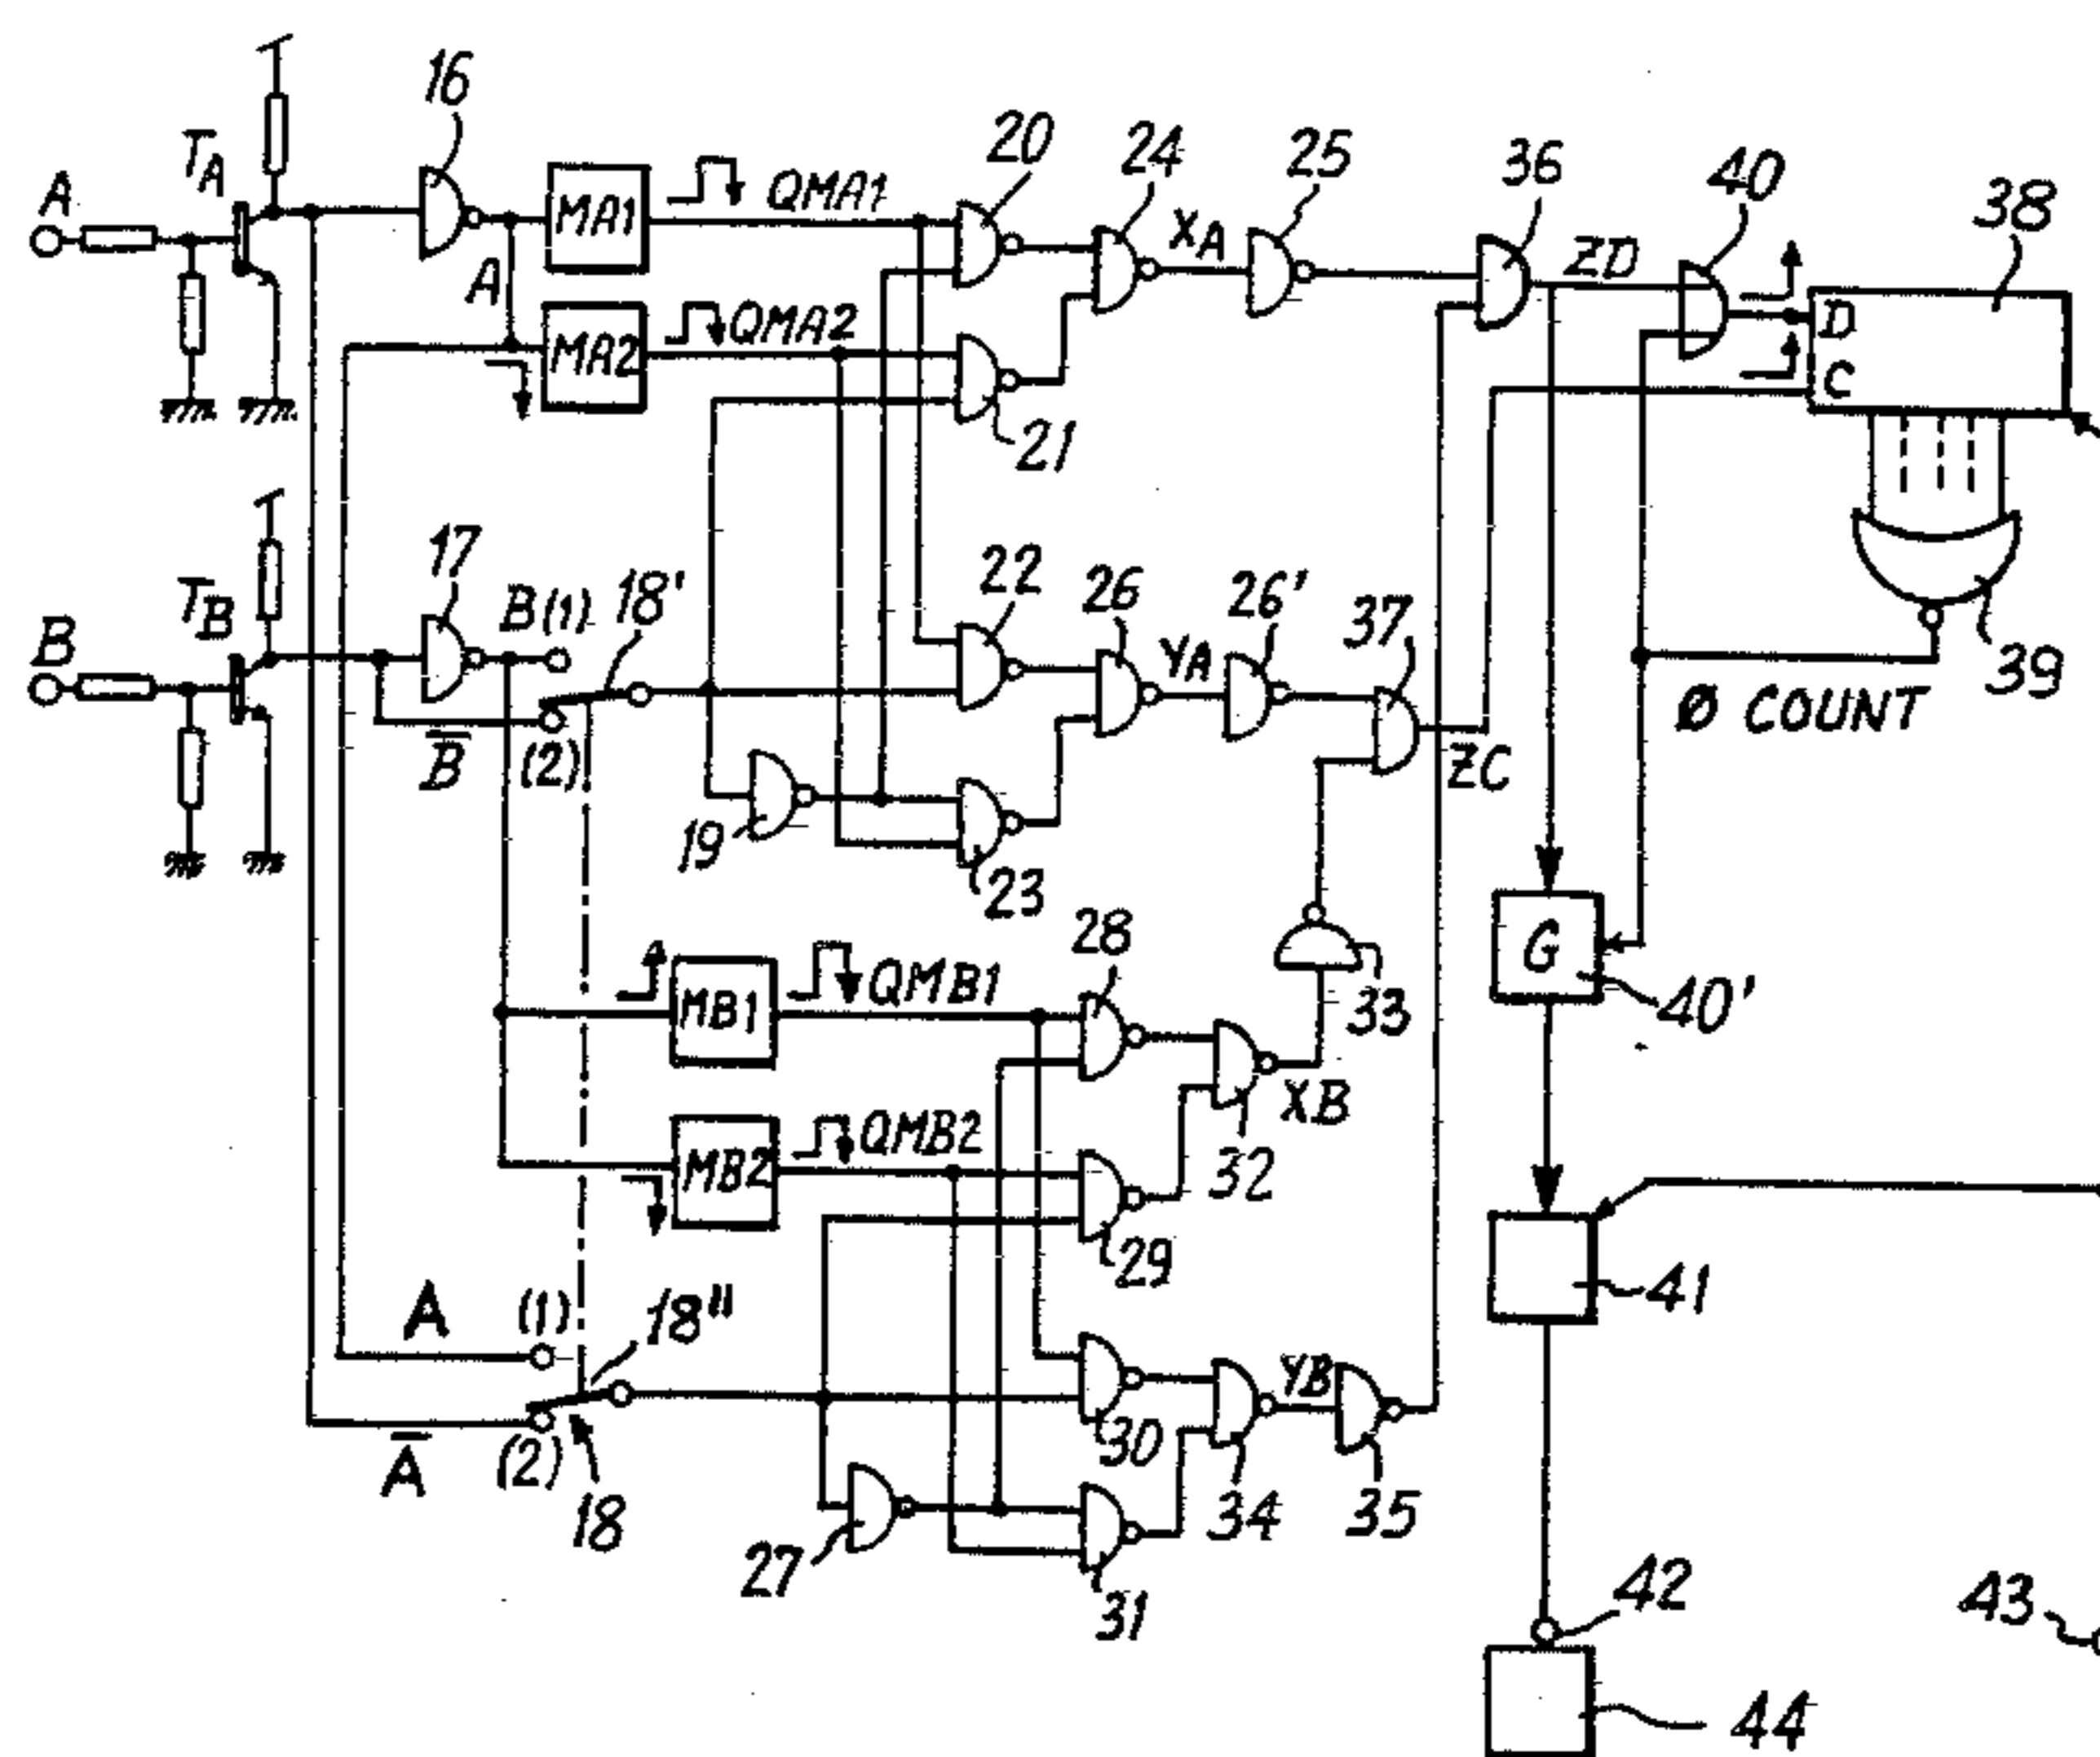 A
T̅A
16
A
MA1
QMA1
MA2
QMA2
20
21
24
XA
25
36
ZD
40
38
D
C
39
Ø COUNT
B
T̅B
17
B(1)
18'
B̅
(2)
19
22
23
26
YA
26'
37
ZC
MB1
QMB1
MB2
QMB2
28
29
32
XB
33
G
40'
41
A
(1)
18"
A̅
(2)
18
27
30
31
34
YB
35
42
43
44